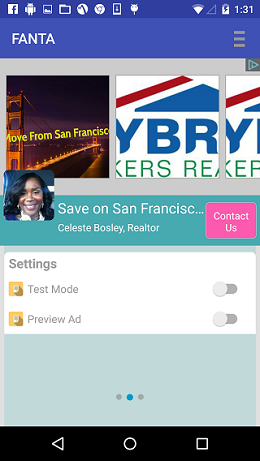 1:31
FANTA
Move From San Francisco
YBR
KERS REA
KER
Save on San Francisc...
Celeste Bosley, Realtor
Contact
Us
Settings
Test Mode
Preview Ad